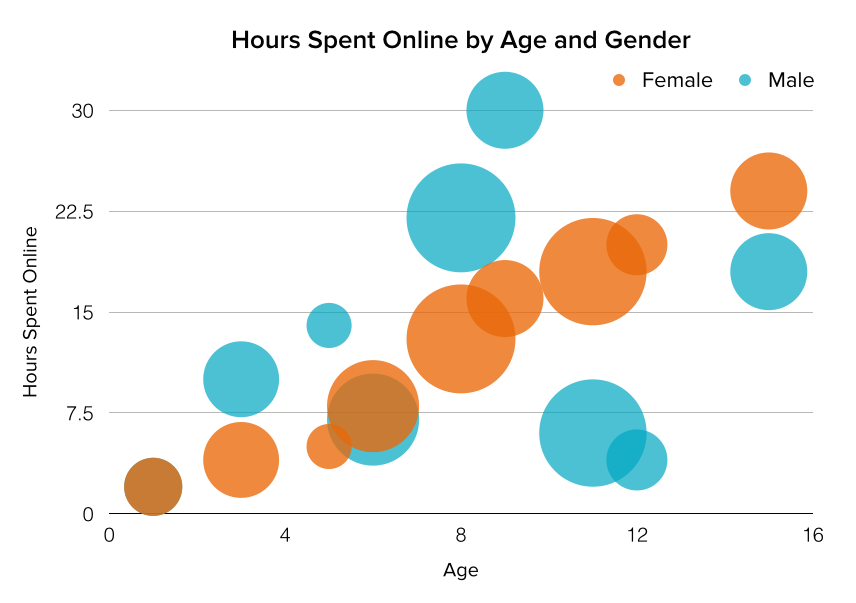 Hours Spent Online by Age and Gender
Female
Male
30
22.5
15
7.5
0
Hours Spent Online
0
4
8
12
16
Age